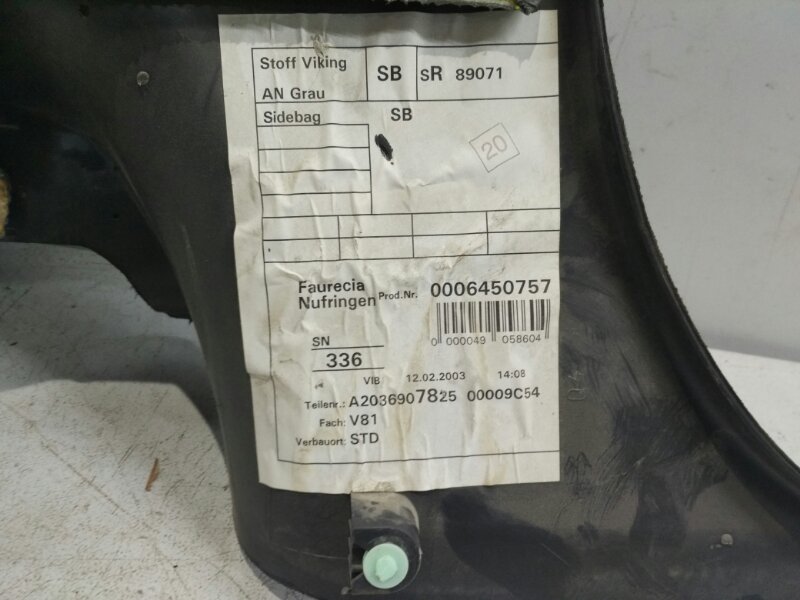 Stoff Viking SB SR 89071
AN Grau
Sidebag SB
20
Faurecia
Nufringen Prod.Nr. 0006450757
0 000049 058604
SN
336
VIB 12.02.2003 14:08
Teilenr.: A2036907825 00009C54
Fach: V81
Verbauort: STD